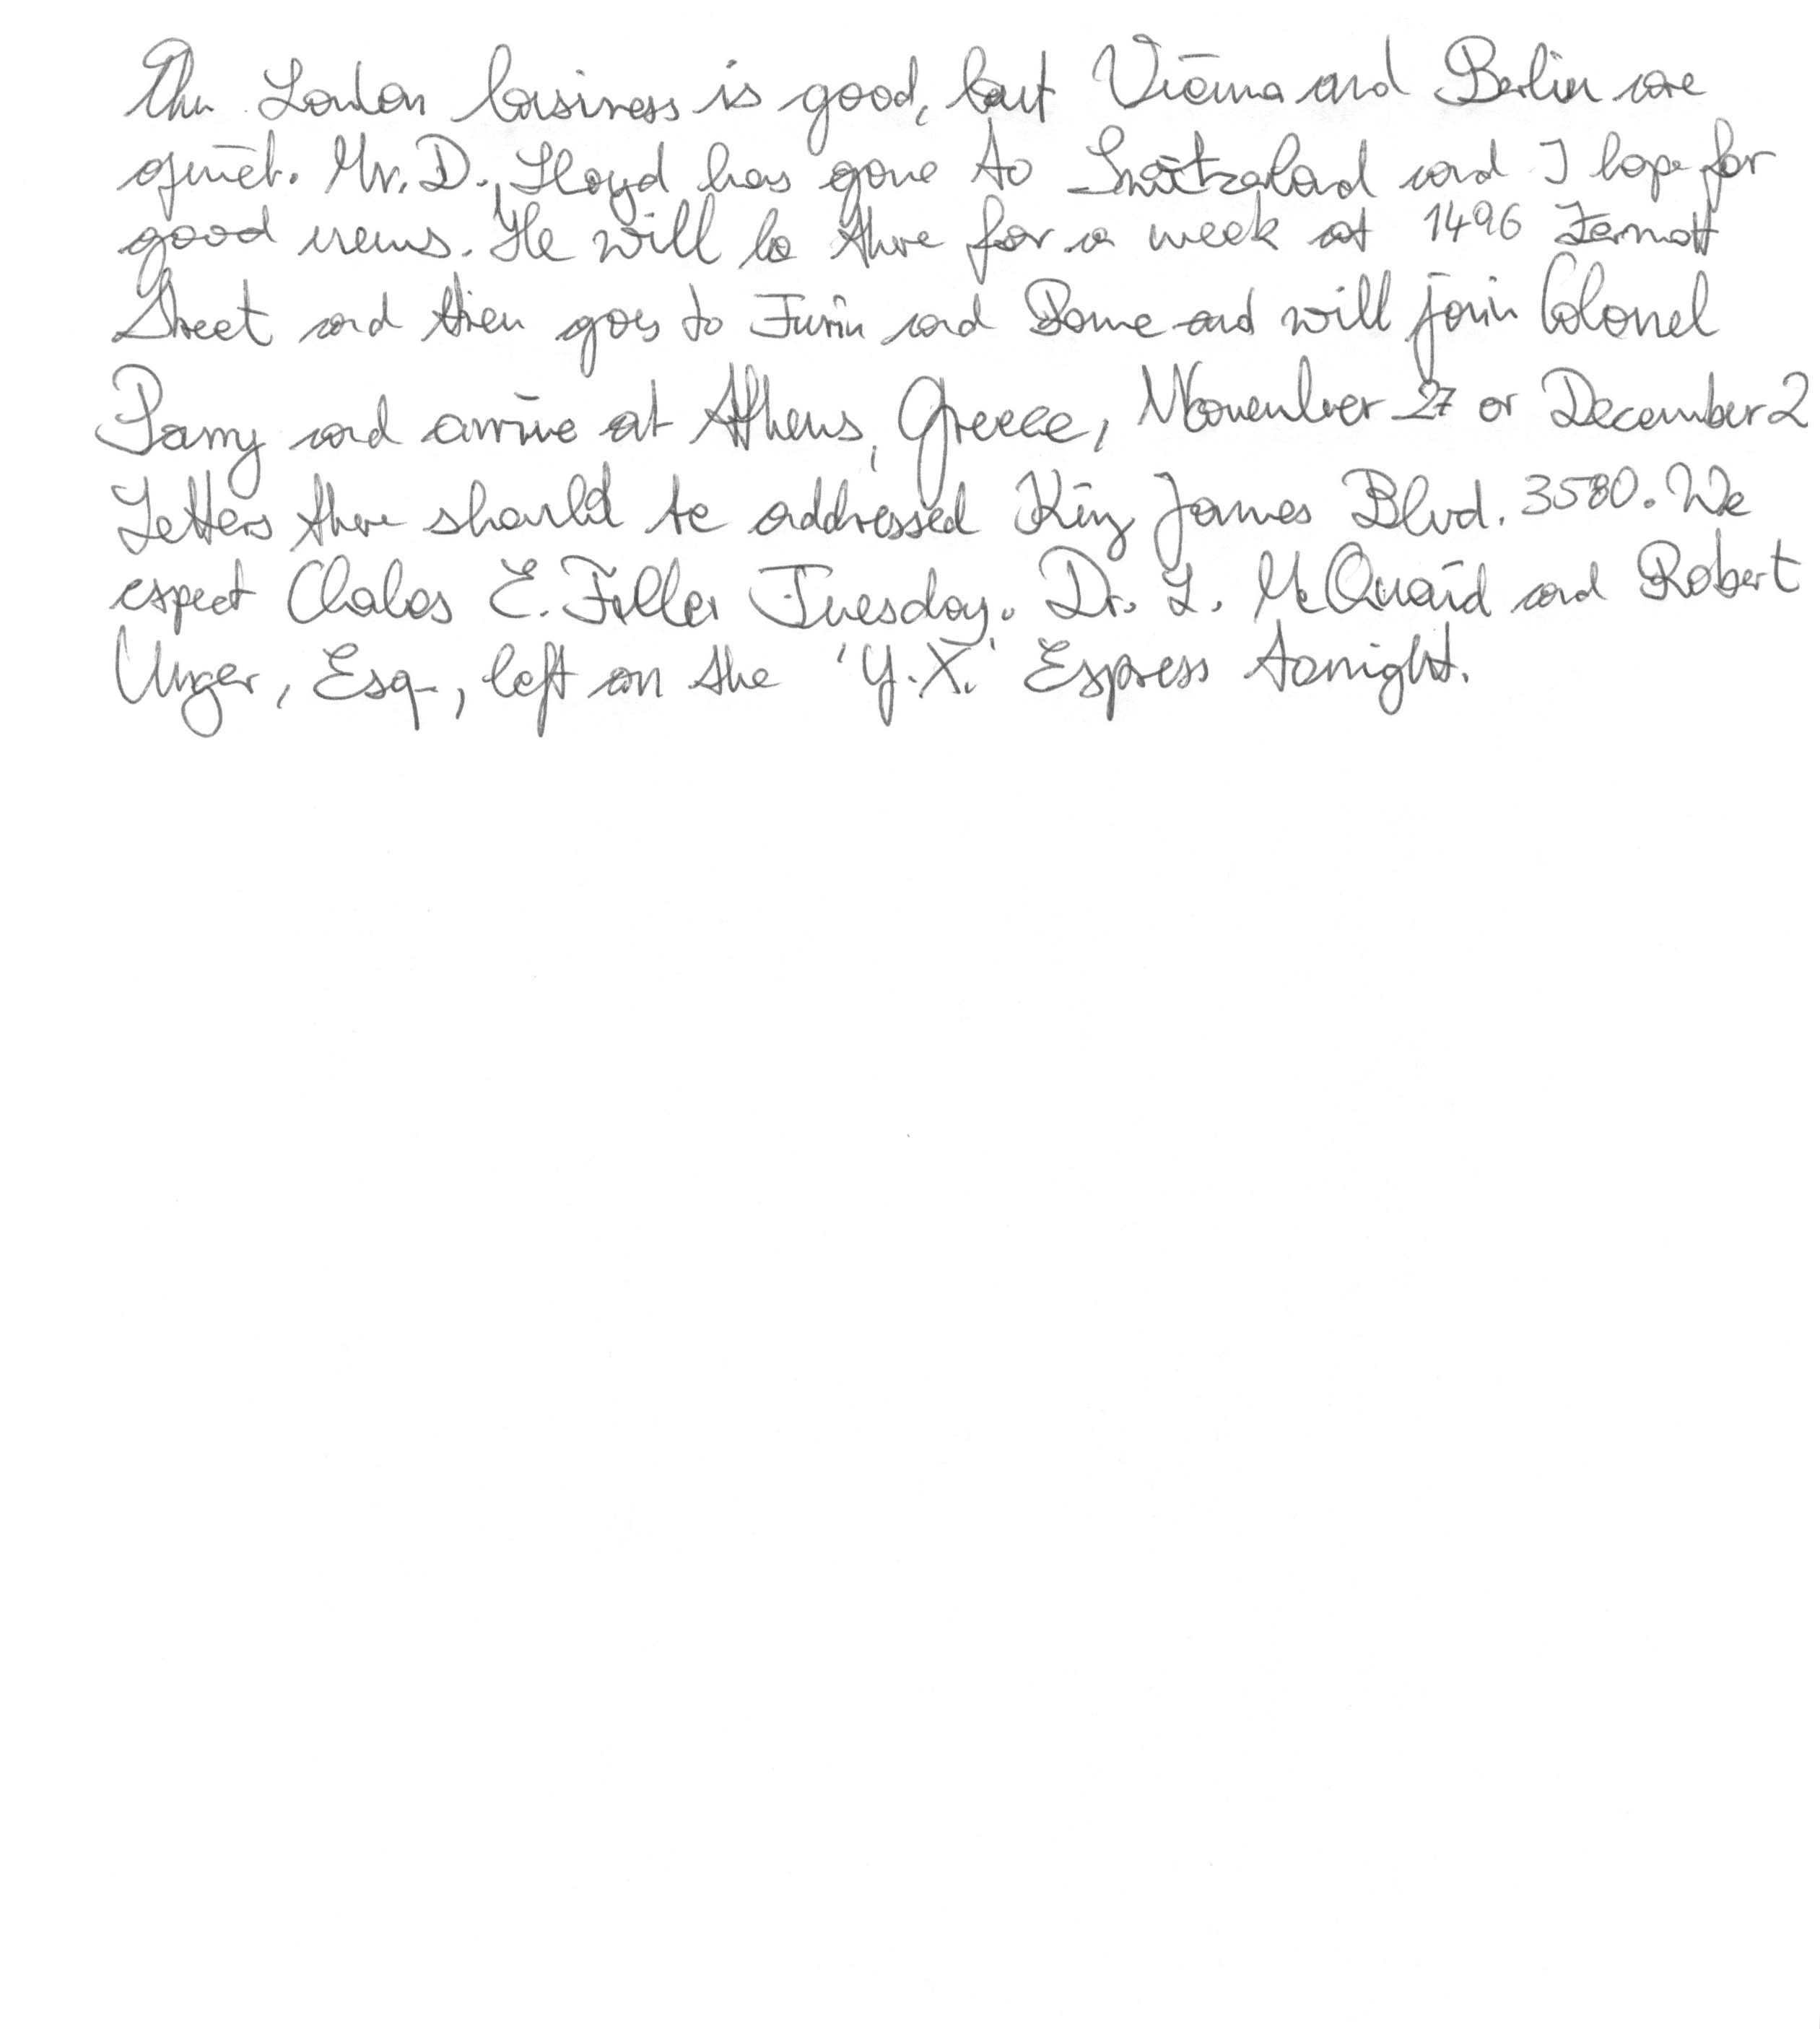 Our London business is good, but Vienna and Berlin are
quiet. Mr. D. Lloyd has gone to Switzerland and I hope for
good news. He will be there for a week at 1496 Zermott
Street and then goes to Turin and Rome and will join Colonel
Parry and arrive at Athens, Greece, November 27 or December 2
Letters there should be addressed King James Blvd. 3580. We
expect Charles E. Fuller Tuesday. Dr. L. McQuaid and Robert
Unger, Esq., left on the 'Y.X.' Express tonight.